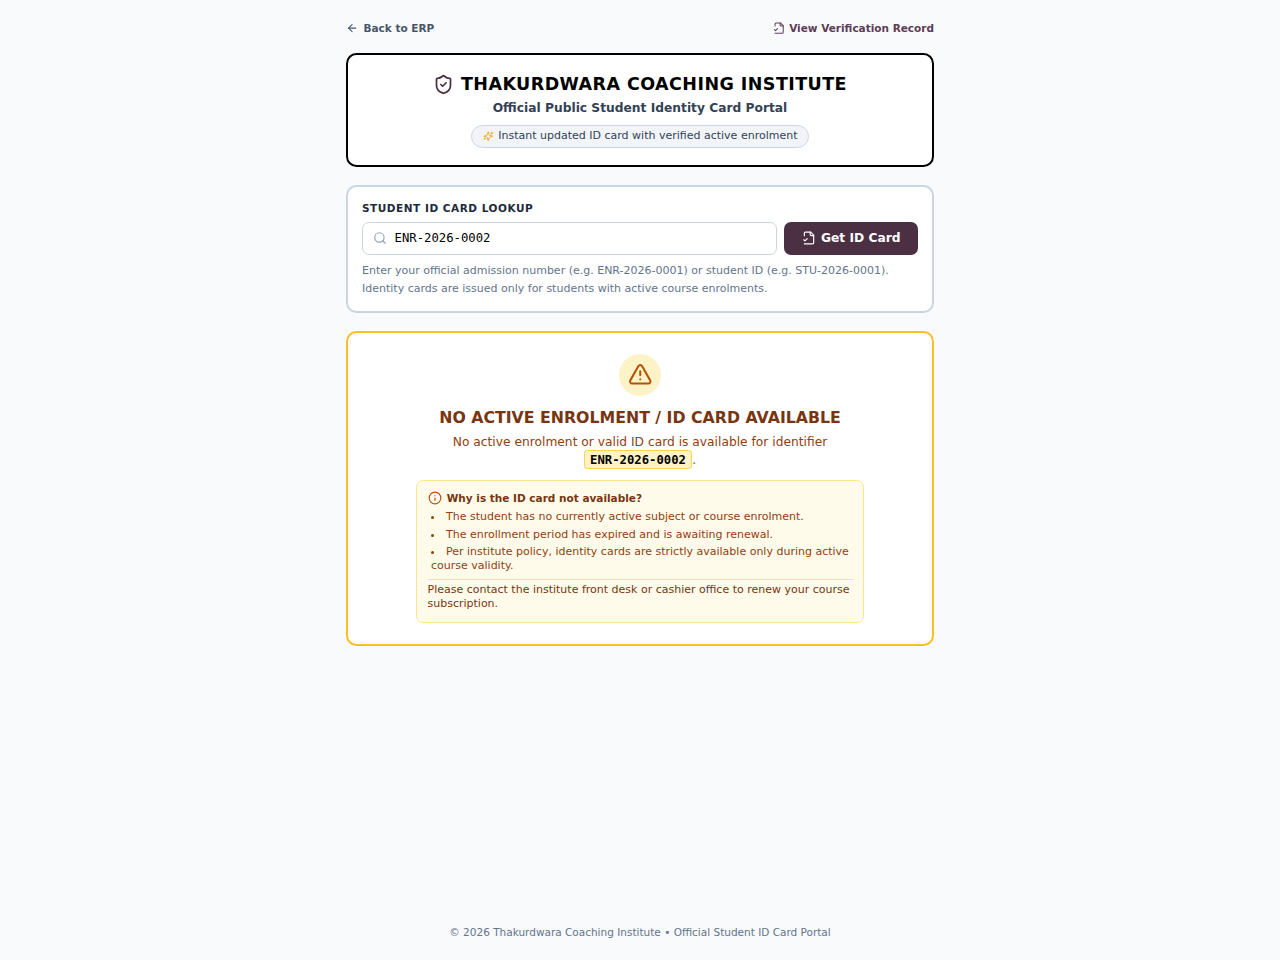 Back to ERP
View Verification Record
THAKURDWARA COACHING INSTITUTE
Official Public Student Identity Card Portal
Instant updated ID card with verified active enrolment
STUDENT ID CARD LOOKUP
ENR-2026-0002
Get ID Card
Enter your official admission number (e.g. ENR-2026-0001) or student ID (e.g. STU-2026-0001).
Identity cards are issued only for students with active course enrolments.
NO ACTIVE ENROLMENT / ID CARD AVAILABLE
No active enrolment or valid ID card is available for identifier
ENR-2026-0002.
Why is the ID card not available?
• The student has no currently active subject or course enrolment.
• The enrollment period has expired and is awaiting renewal.
• Per institute policy, identity cards are strictly available only during active
course validity.
Please contact the institute front desk or cashier office to renew your course
subscription.
© 2026 Thakurdwara Coaching Institute • Official Student ID Card Portal